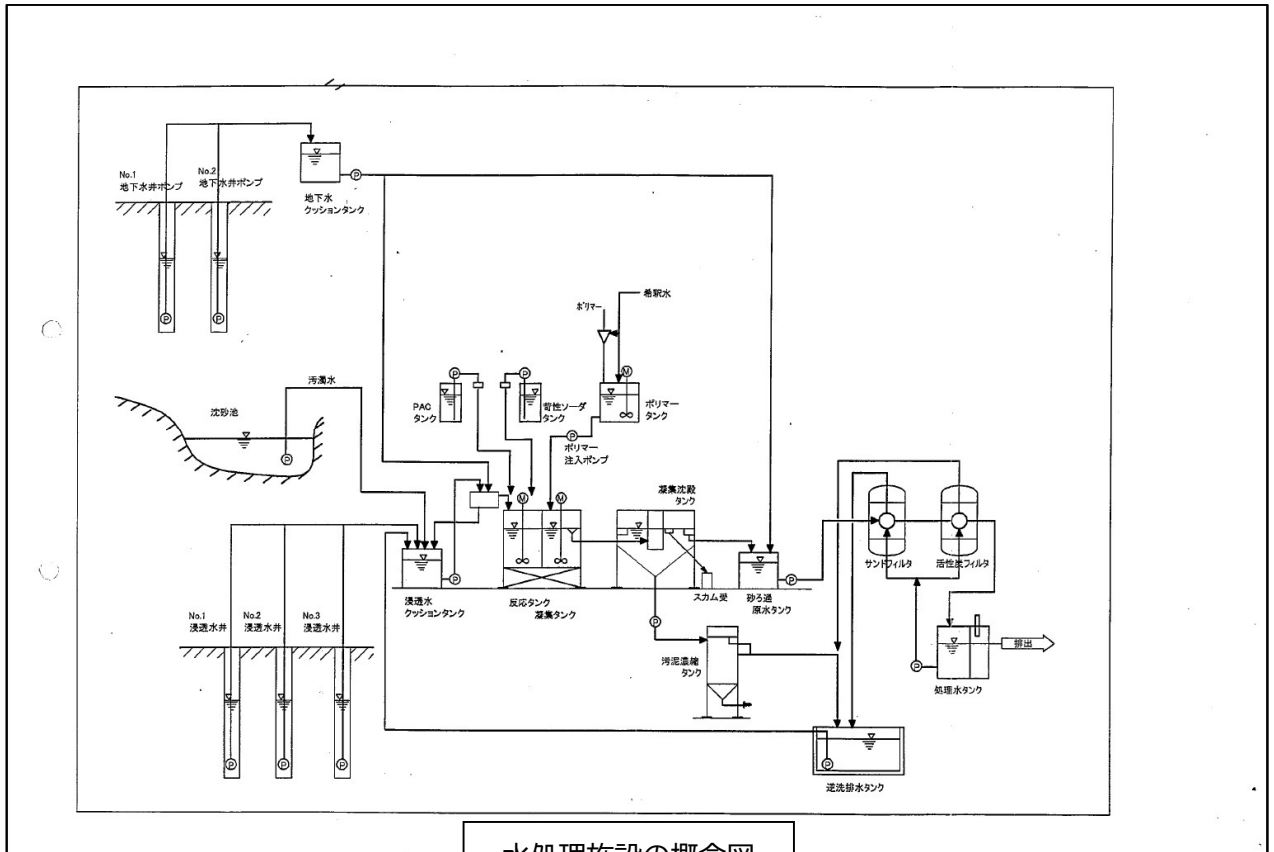 No.1
地下水井ポンプ
No.2
地下水井ポンプ
地下水
クッションタンク
P
P
P
希釈水
ポリマー
汚濁水
沈砂池
P
P
PAC
タンク
P
苛性ソーダ
タンク
M
ポリマー
タンク
P
ポリマー
注入ポンプ
M
M
凝集沈殿
タンク
P
浸透水
クッションタンク
反応タンク
凝集タンク
スカム受
P
砂ろ過
原水タンク
サンドフィルタ
活性炭フィルタ
No.1
浸透水井
No.2
浸透水井
No.3
浸透水井
P
P
P
P
汚泥濃縮
タンク
P
処理水タンク
排出
P
逆洗排水タンク